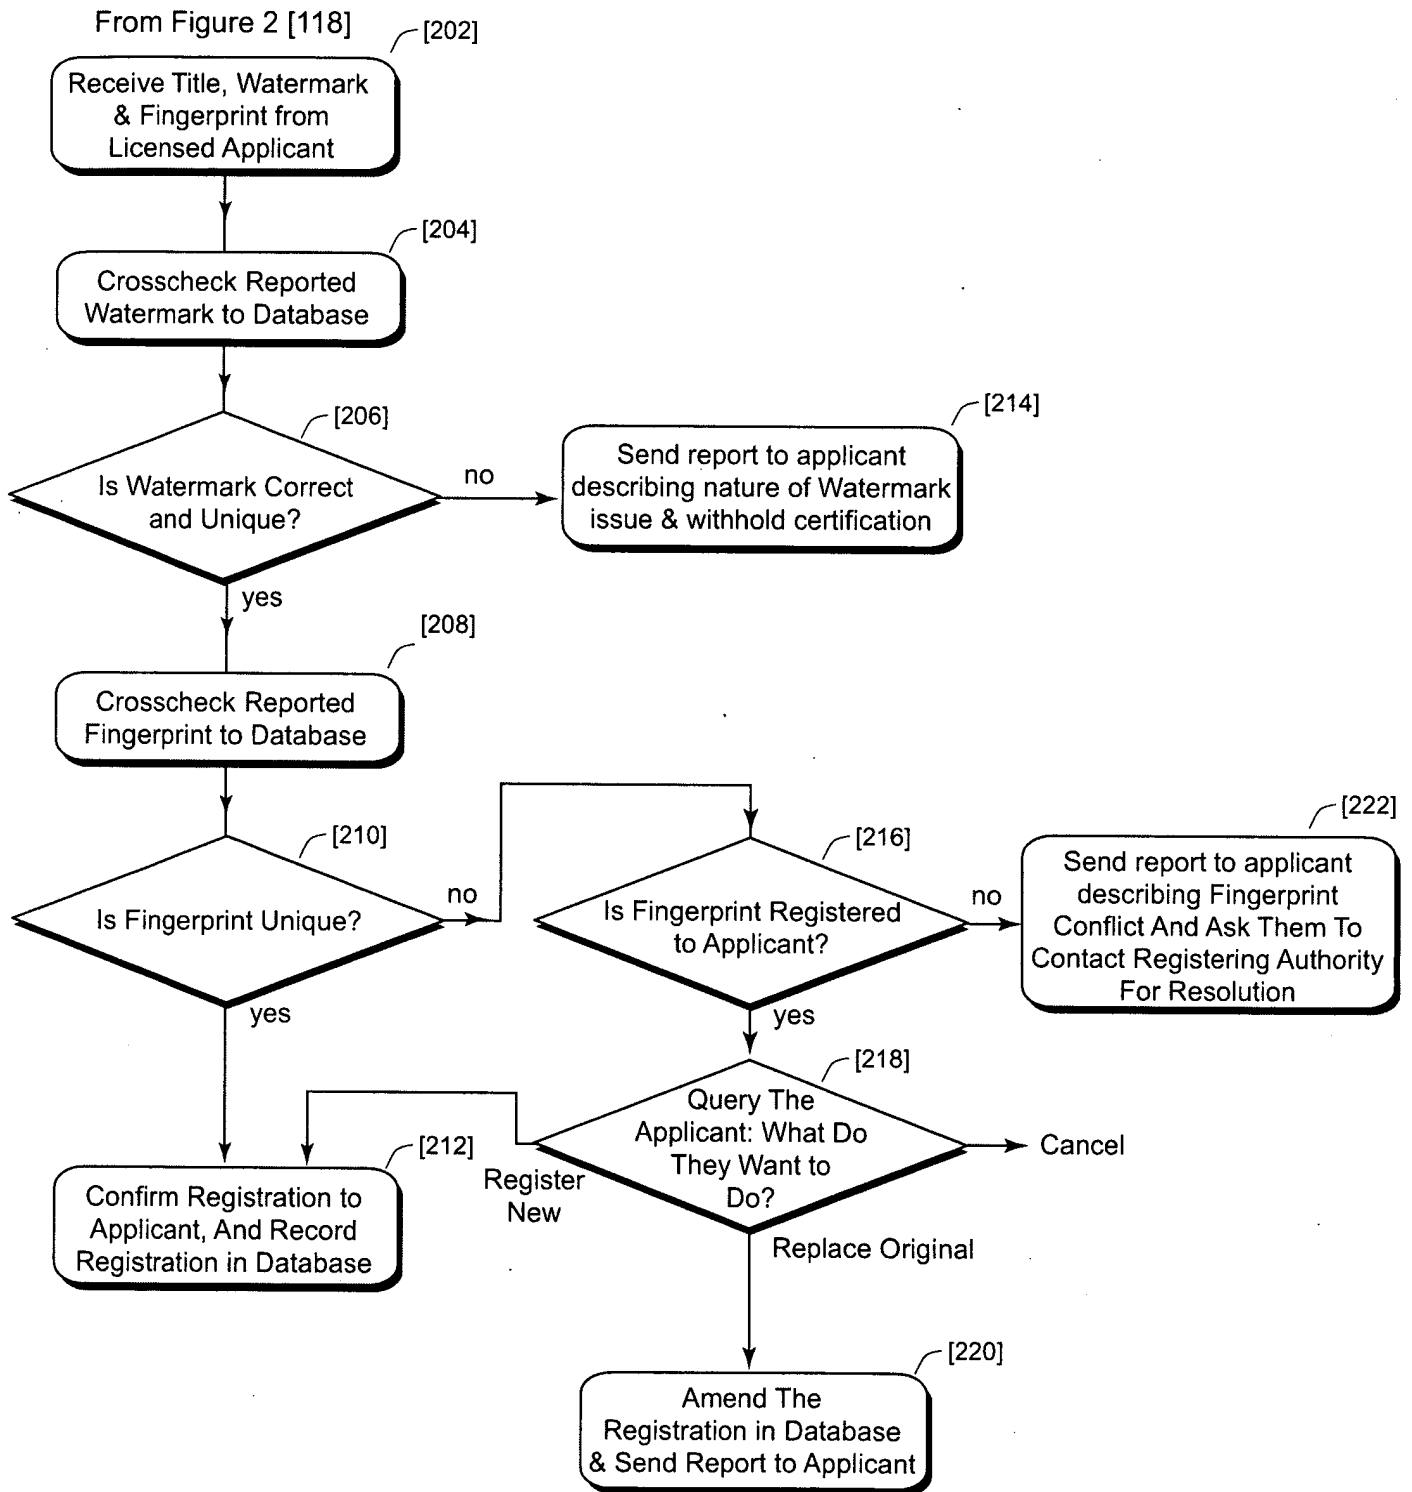 From Figure 2 [118]
[202]
Receive Title, Watermark
& Fingerprint from
Licensed Applicant
[204]
Crosscheck Reported
Watermark to Database
[206]
Is Watermark Correct
and Unique?
no
[214]
Send report to applicant
describing nature of Watermark
issue & withhold certification
yes
[208]
Crosscheck Reported
Fingerprint to Database
[210]
Is Fingerprint Unique?
no
[216]
Is Fingerprint Registered
to Applicant?
no
[222]
Send report to applicant
describing Fingerprint
Conflict And Ask Them To
Contact Registering Authority
For Resolution
yes
yes
[218]
Query The
Applicant: What Do
They Want to
Do?
Cancel
Register
New
[212]
Confirm Registration to
Applicant, And Record
Registration in Database
Replace Original
[220]
Amend The
Registration in Database
& Send Report to Applicant